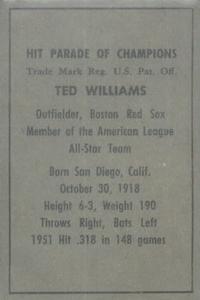 HIT PARADE OF CHAMPIONS
Trade Mark Reg. U.S. Pat. Off.
TED WILLIAMS
Outfielder, Boston Red Sox
Member of the American League
All-Star Team
Born San Diego, Calif.
October 30, 1918
Height 6-3, Weight 190
Throws Right, Bats Left
1951 Hit .318 in 148 games